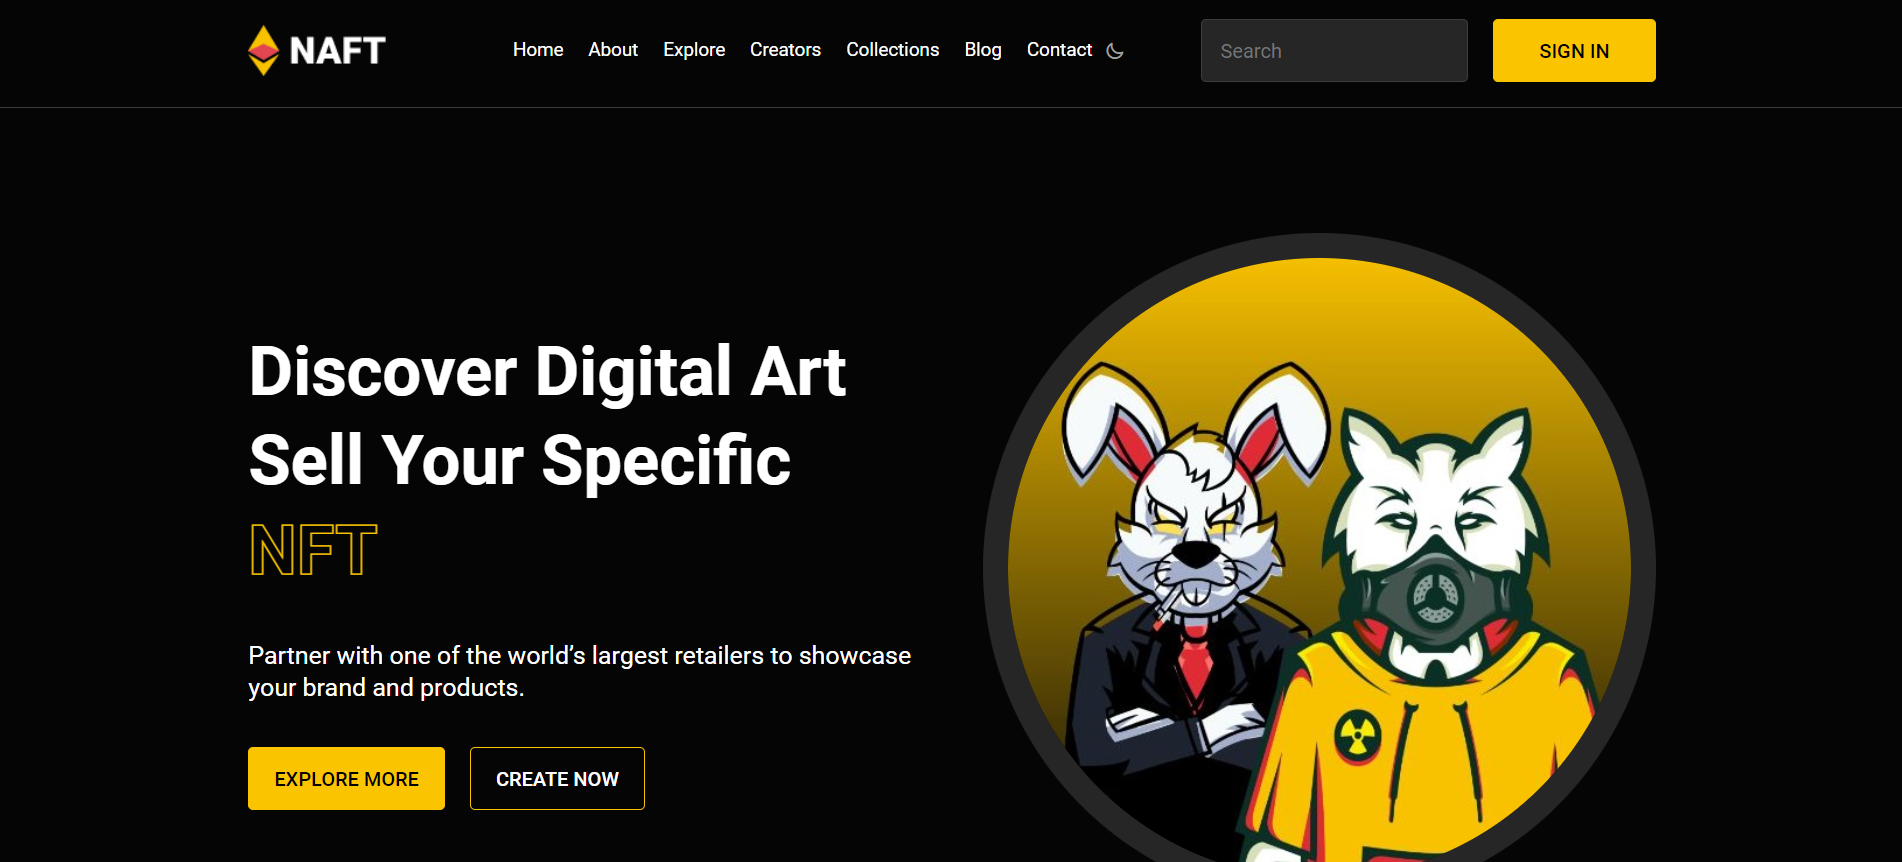 NAFT
Home About Explore Creators Collections Blog Contact
Search
SIGN IN
Discover Digital Art
Sell Your Specific
NFT
Partner with one of the world’s largest retailers to showcase
your brand and products.
EXPLORE MORE
CREATE NOW